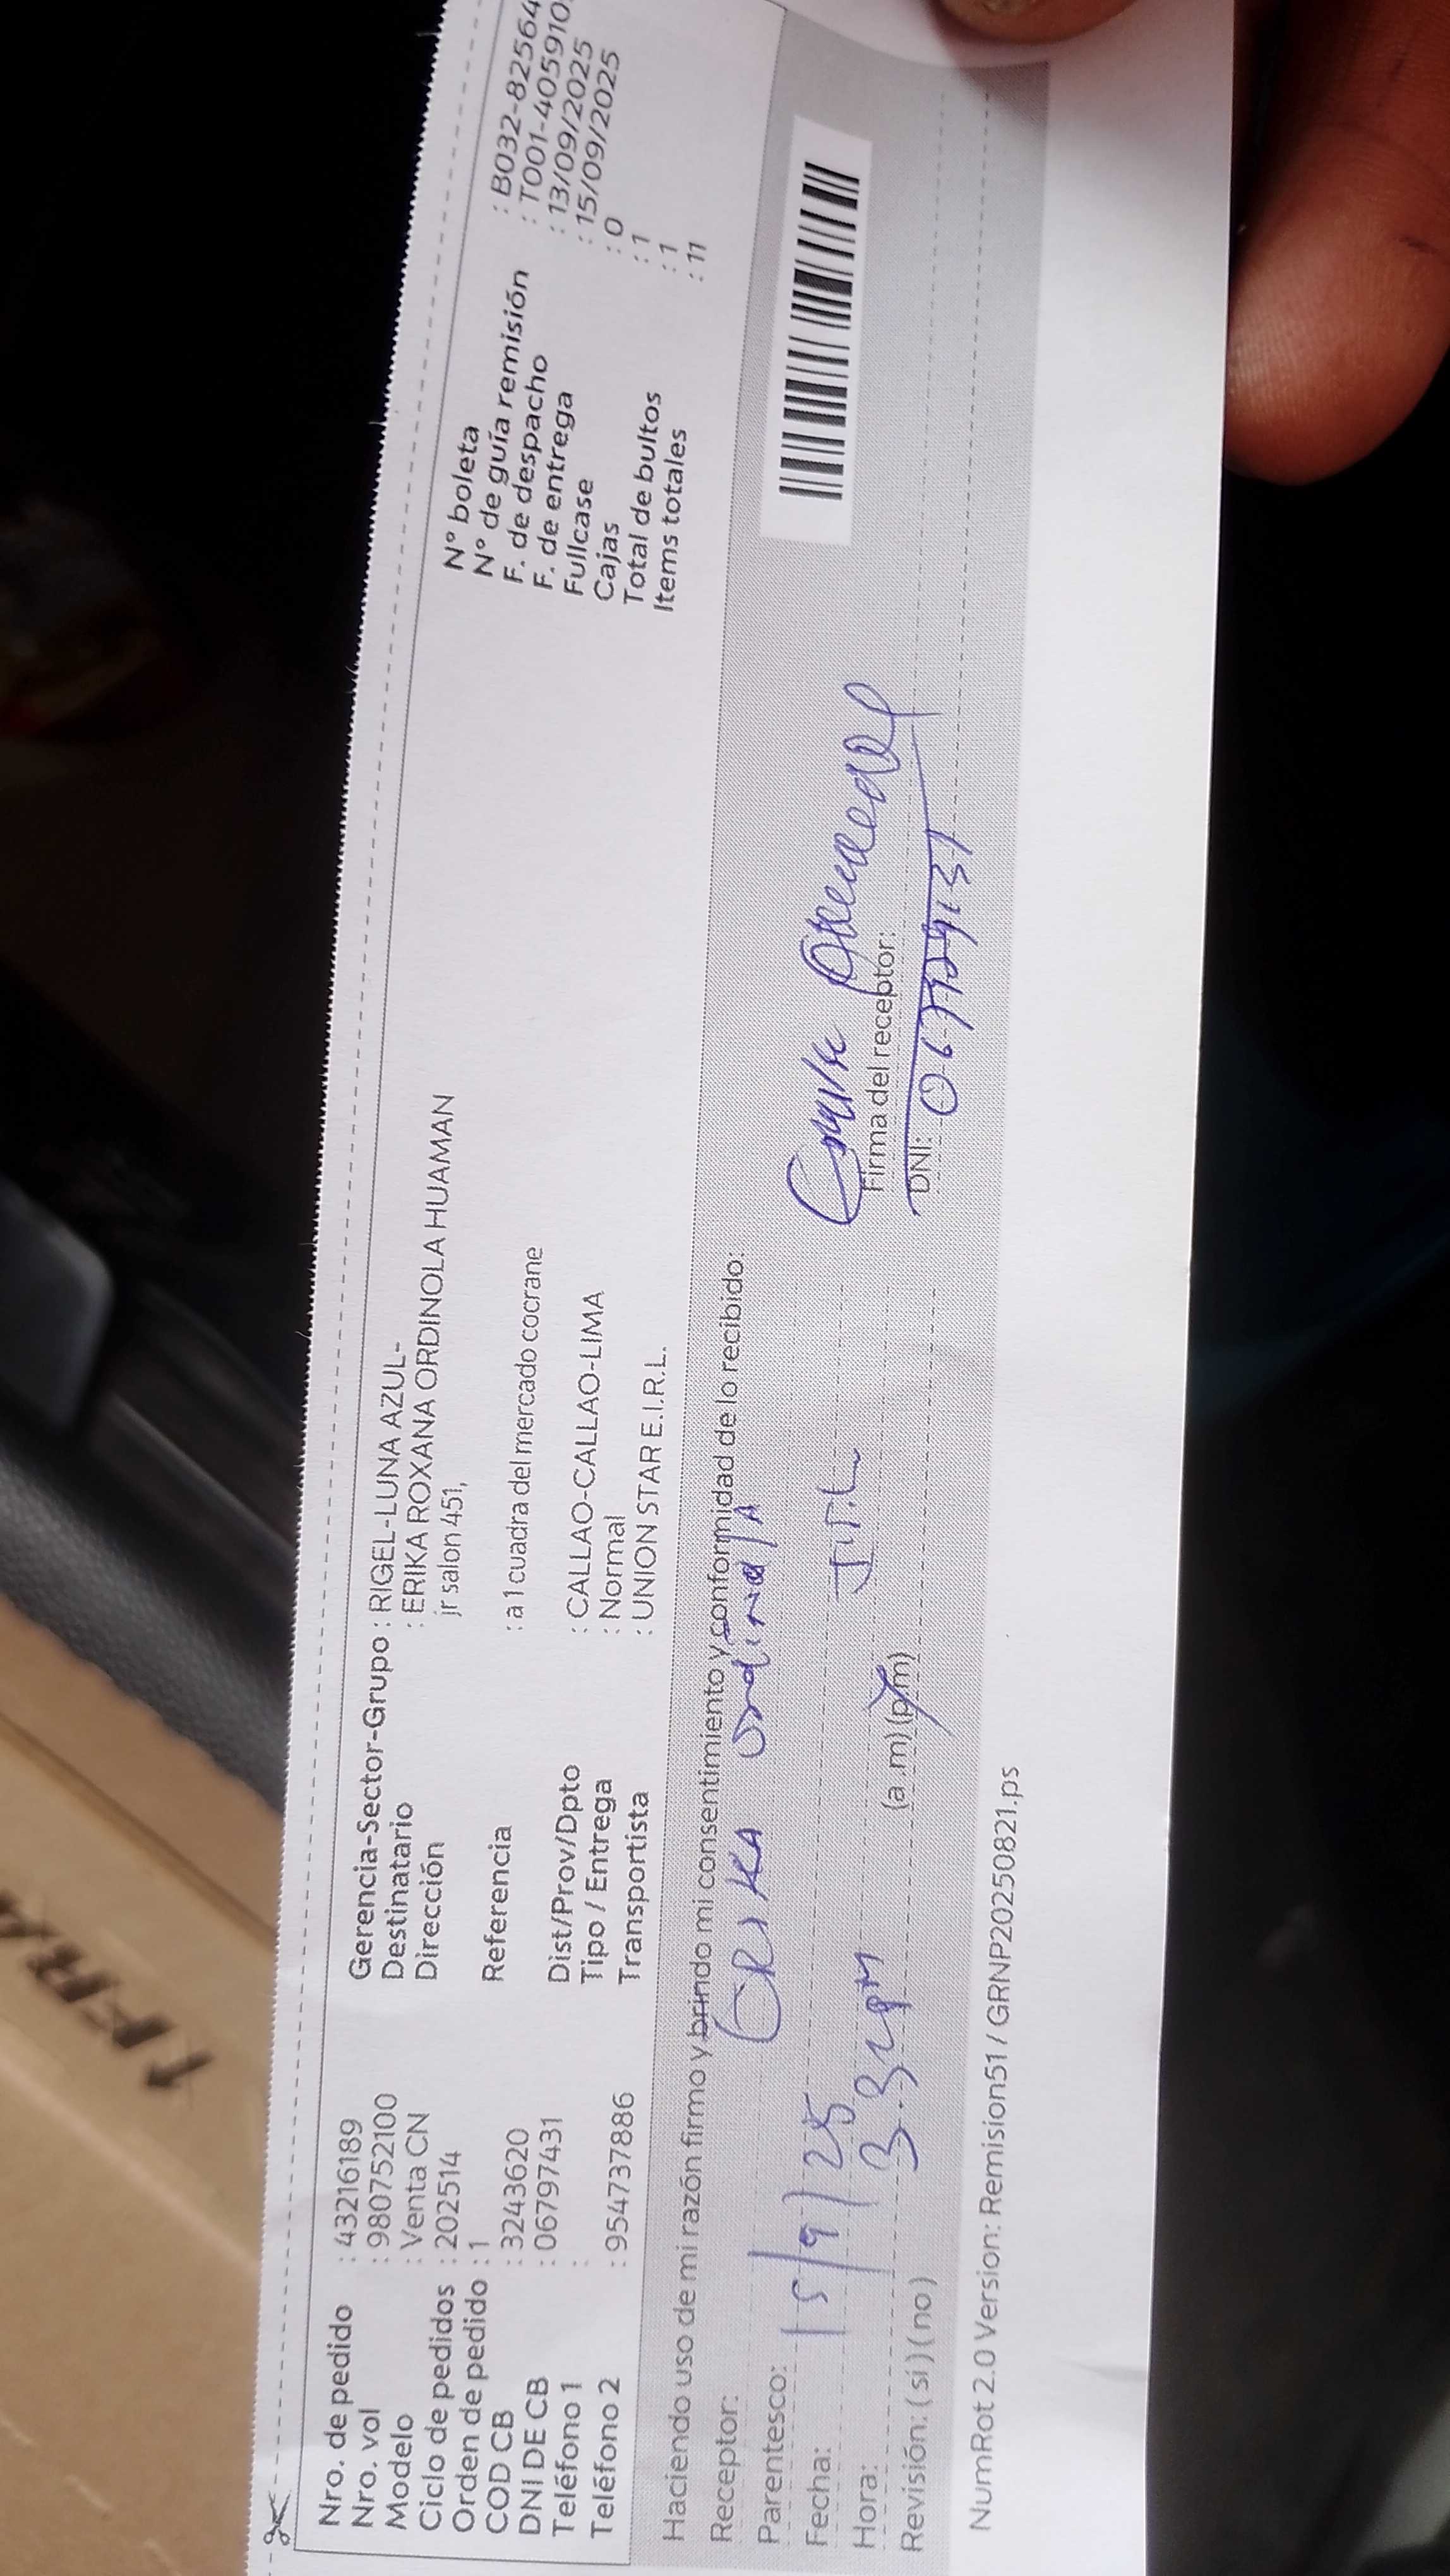 Nro. de pedido : 43216189
Nro. vol : 980752100
Modelo : Venta CN
Ciclo de pedidos : 202514
Orden de pedido : 1
COD CB : 3243620
DNI DE CB : 06797431
Teléfono 1 :
Teléfono 2 : 954737886
Gerencia-Sector-Grupo : RIGEL-LUNA AZUL-
Destinatario : ERIKA ROXANA ORDINOLA HUAMAN
Dirección jr salon 451,
Referencia : a 1 cuadra del mercado cocrane
Dist/Prov/Dpto : CALLAO-CALLAO-LIMA
Tipo / Entrega : Normal
Transportista : UNION STAR E.I.R.L.
N° boleta : B032-825564
N° de guía remisión : T001-405910
F. de despacho : 13/09/2025
F. de entrega : 15/09/2025
Fullcase : 0
Cajas : 1
Total de bultos : 1
Items totales : 11
Haciendo uso de mi razón firmo y brindo mi consentimiento y conformidad de lo recibido:
Receptor: ERIKA ordinolA
Parentesco:
Fecha: 15/9/25
Hora: (a.m) (p.m)
Revisión: (si) (no)
Firma del receptor:
DNI:
NumRot 2.0 Version: Remision51 / GRNP20250821.ps